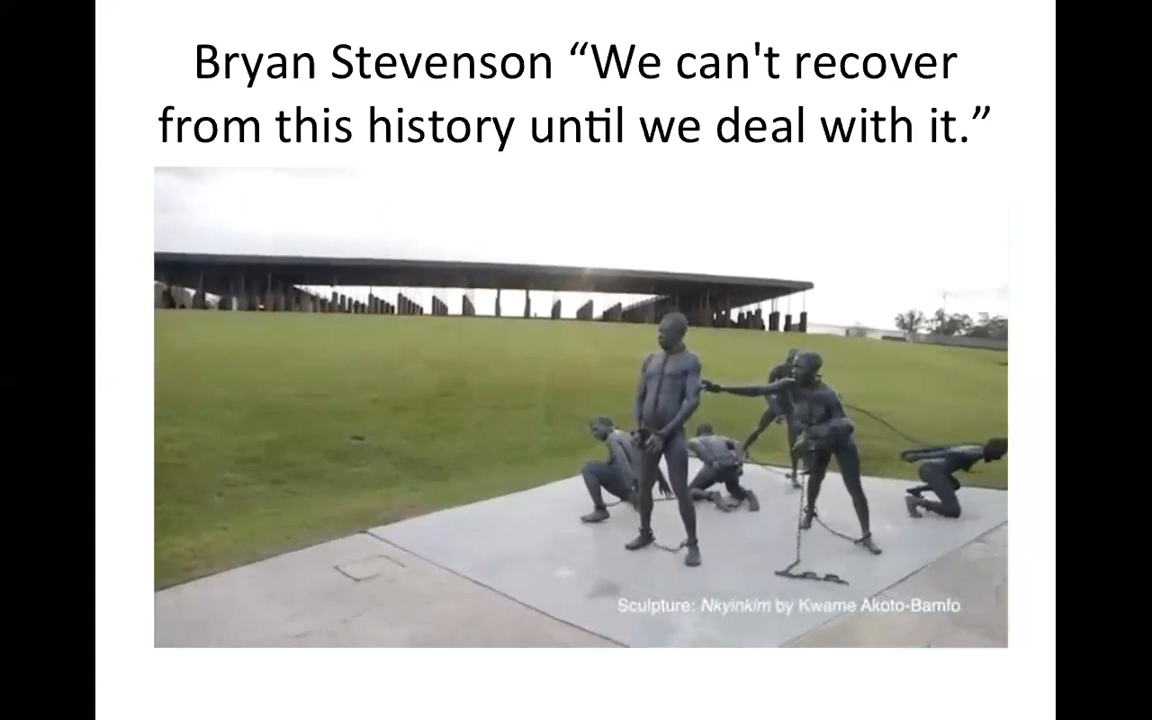 Bryan Stevenson “We can't recover
from this history until we deal with it.”
Sculpture: Nkyinkim by Kwame Akoto-Bamfo